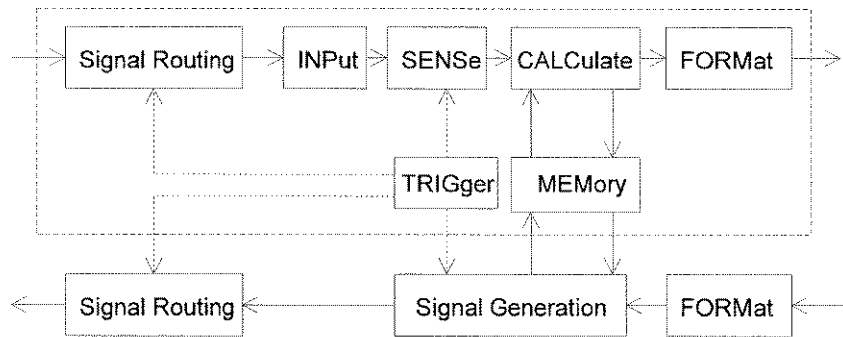 Signal Routing
INPut
SENSe
CALCulate
FORMat
TRIGger
MEMory
Signal Routing
Signal Generation
FORMat